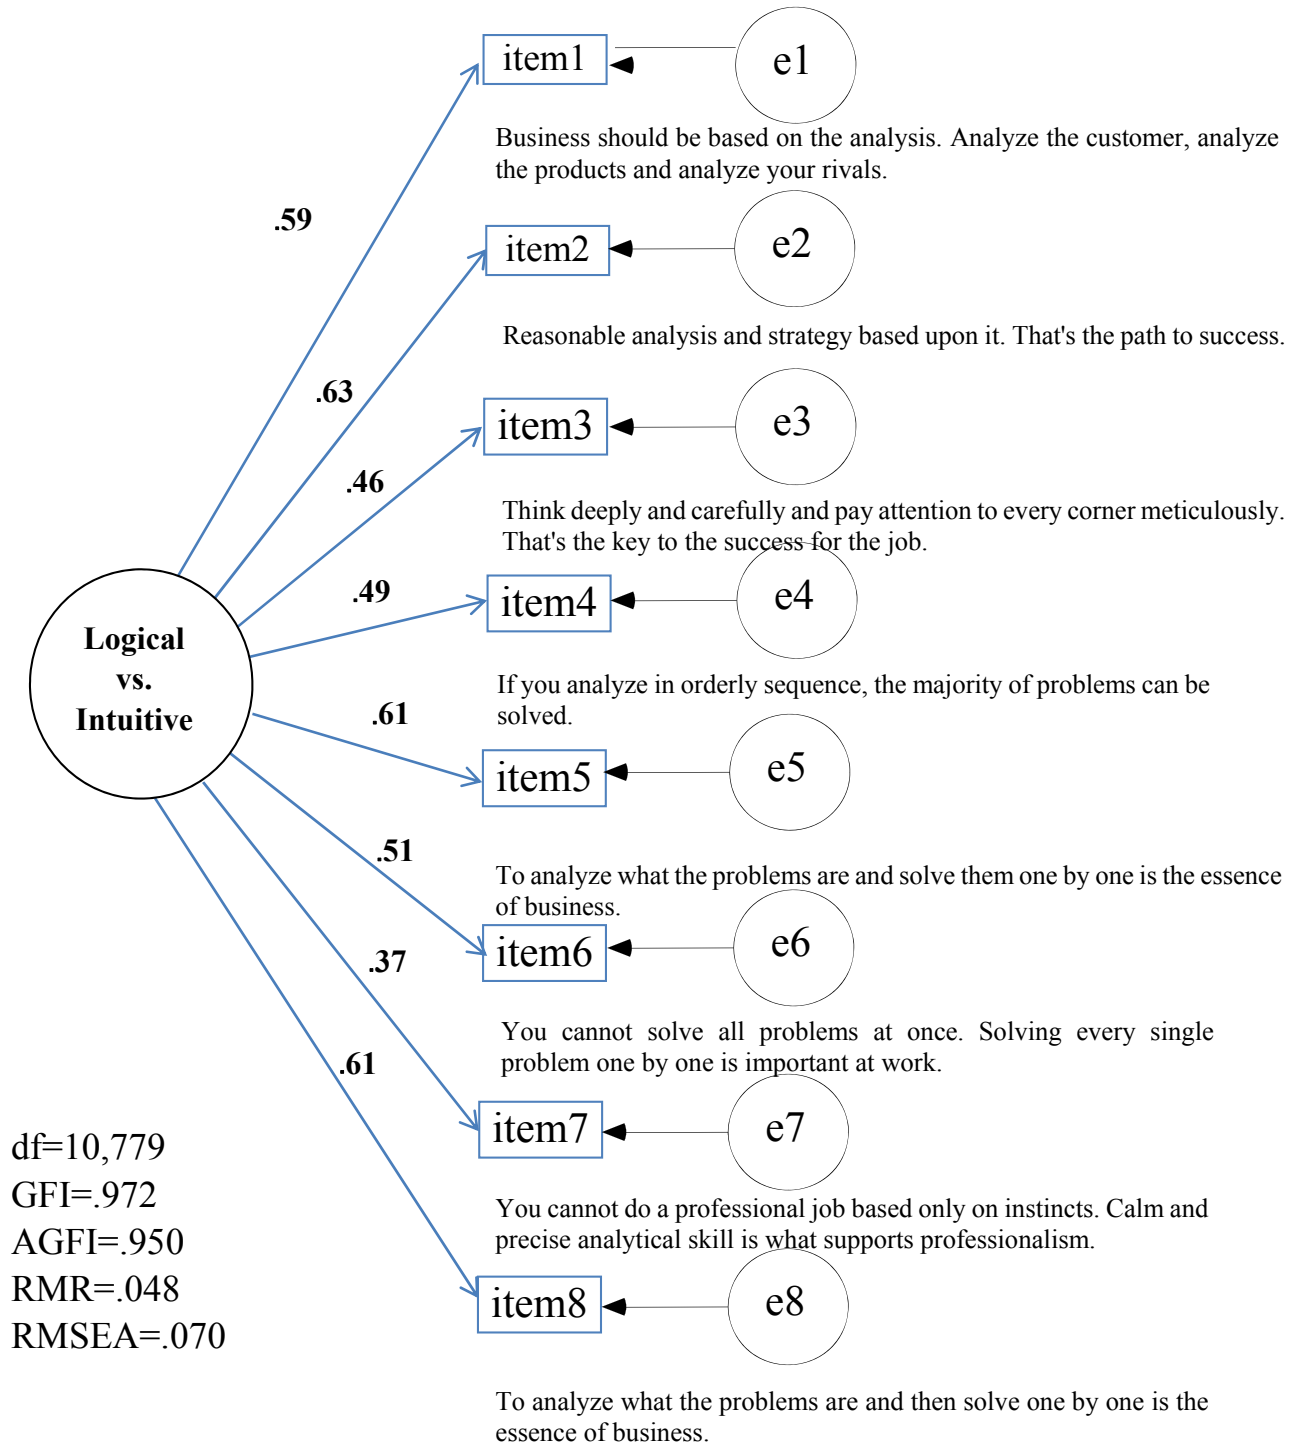 item1
e1
Business should be based on the analysis. Analyze the customer, analyze
the products and analyze your rivals.
.59
item2
e2
Reasonable analysis and strategy based upon it. That's the path to success.
.63
item3
e3
.46
Think deeply and carefully and pay attention to every corner meticulously.
That's the key to the success for the job.
.49
item4
e4
Logical
vs.
Intuitive
If you analyze in orderly sequence, the majority of problems can be
solved.
.61
item5
e5
.51
To analyze what the problems are and solve them one by one is the essence
of business.
item6
e6
.37
You cannot solve all problems at once. Solving every single
problem one by one is important at work.
.61
item7
e7
df=10,779
GFI=.972
AGFI=.950
RMR=.048
RMSEA=.070
You cannot do a professional job based only on instincts. Calm and
precise analytical skill is what supports professionalism.
item8
e8
To analyze what the problems are and then solve one by one is the
essence of business.